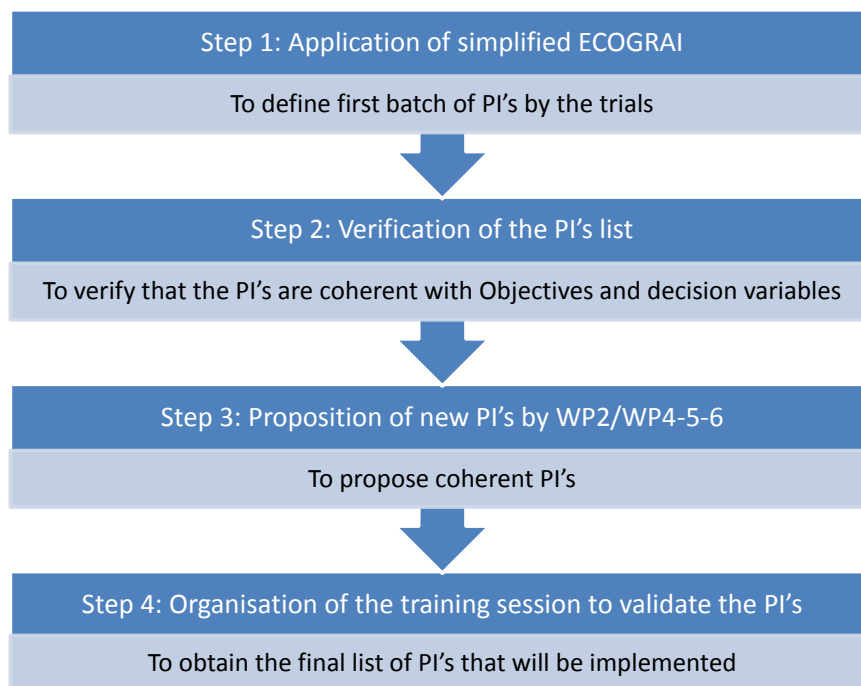 Step 1: Application of simplified ECOGRAI
To define first batch of PI’s by the trials
Step 2: Verification of the PI’s list
To verify that the PI’s are coherent with Objectives and decision variables
Step 3: Proposition of new PI’s by WP2/WP4-5-6
To propose coherent PI’s
Step 4: Organisation of the training session to validate the PI’s
To obtain the final list of PI’s that will be implemented